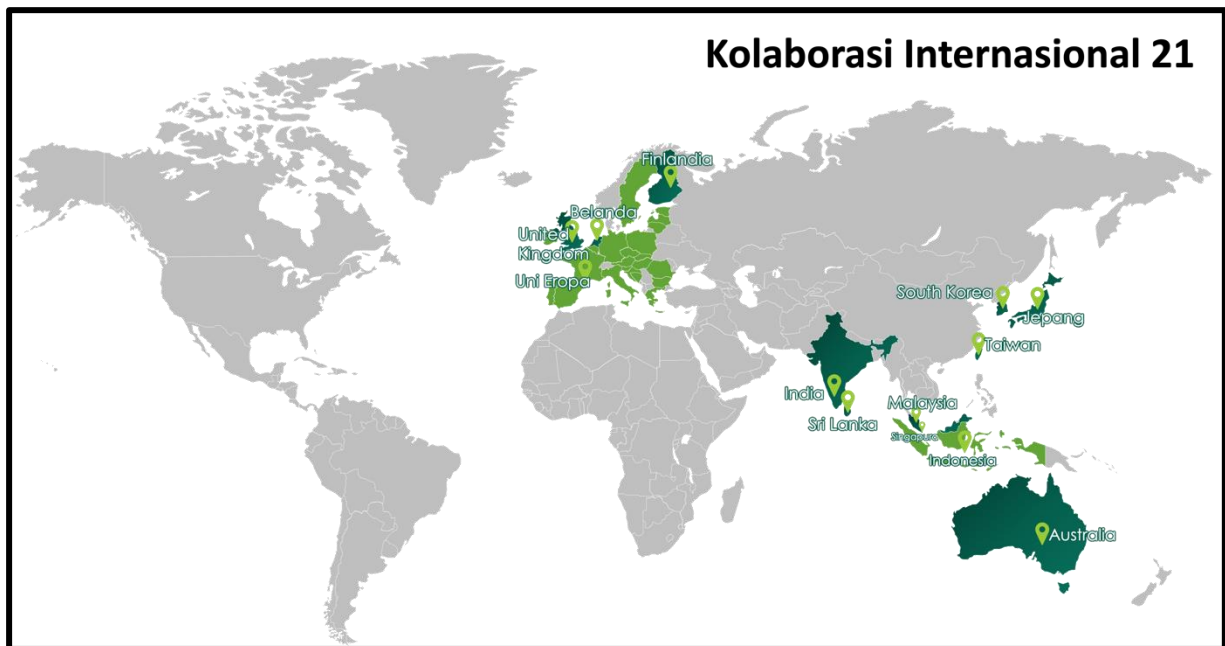 Kolaborasi Internasional 21
Finlandia
Belanda
United
Kingdom
Uni Eropa
South Korea
Jepang
Taiwan
India
Sri Lanka
Malaysia
Singapura
Indonesia
Australia